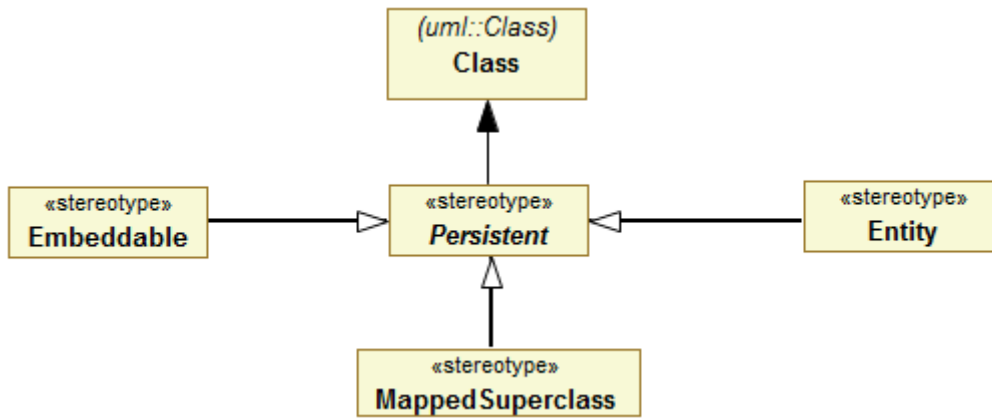 (uml::Class)
Class
«stereotype»
Embeddable
«stereotype»
Persistent
«stereotype»
Entity
«stereotype»
MappedSuperclass